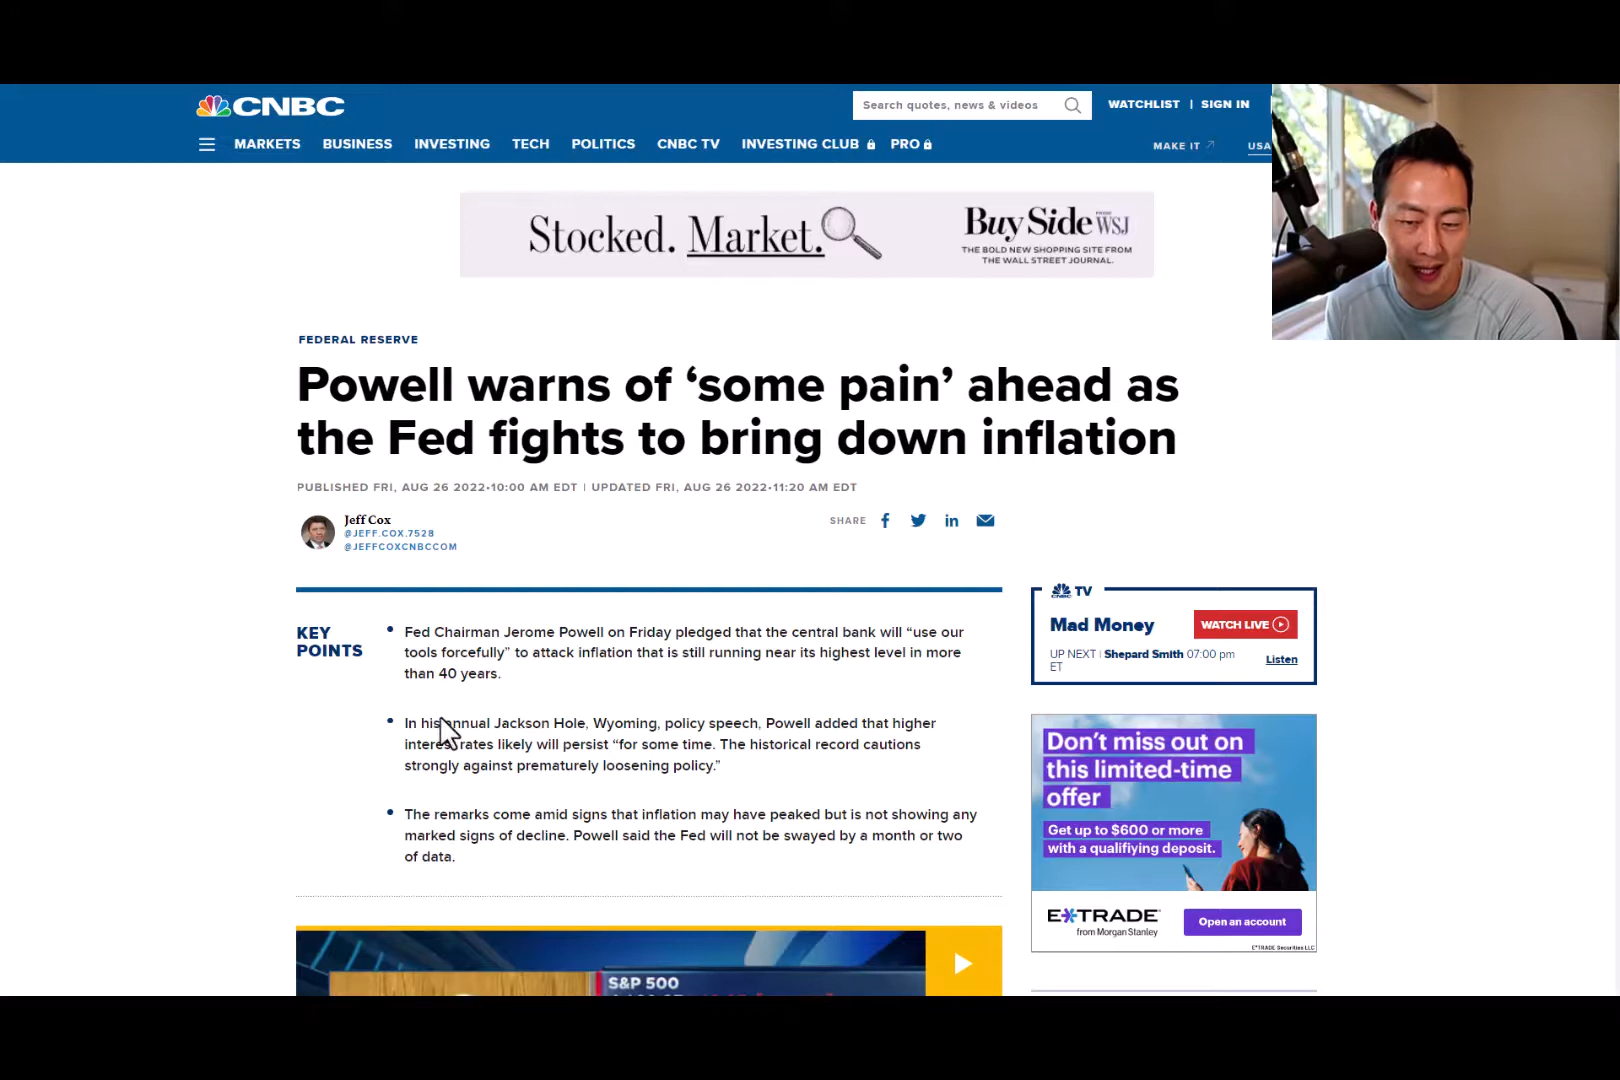 CNBC
Search quotes, news & videos
WATCHLIST | SIGN IN
MARKETS BUSINESS INVESTING TECH POLITICS CNBC TV INVESTING CLUB PRO
MAKE IT USA
Stocked. Market.
Buy Side FROM WSJ
THE BOLD NEW SHOPPING SITE FROM
THE WALL STREET JOURNAL.
FEDERAL RESERVE
Powell warns of ‘some pain’ ahead as
the Fed fights to bring down inflation
PUBLISHED FRI, AUG 26 2022•10:00 AM EDT | UPDATED FRI, AUG 26 2022•11:20 AM EDT
Jeff Cox
@JEFF.COX.7528
@JEFFCOXCNBCCOM
SHARE
KEY
POINTS
Fed Chairman Jerome Powell on Friday pledged that the central bank will “use our
tools forcefully” to attack inflation that is still running near its highest level in more
than 40 years.
In his annual Jackson Hole, Wyoming, policy speech, Powell added that higher
interest rates likely will persist “for some time. The historical record cautions
strongly against prematurely loosening policy.”
The remarks come amid signs that inflation may have peaked but is not showing any
marked signs of decline. Powell said the Fed will not be swayed by a month or two
of data.
S&P 500
CNBC TV
Mad Money
WATCH LIVE
UP NEXT | Shepard Smith 07:00 pm
ET
Listen
Don’t miss out on
this limited-time
offer
Get up to $600 or more
with a qualifiying deposit.
E*TRADE
from Morgan Stanley
Open an account
E*TRADE Securities LLC